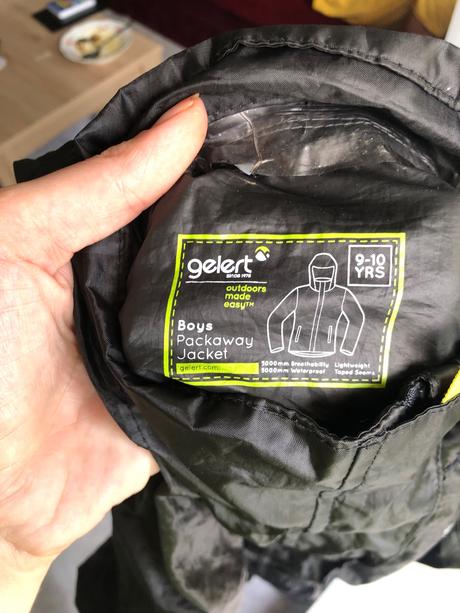 gelert
SINCE 1975
outdoors
made
easy™
9-10
YRS
Boys
Packaway
Jacket
gelert.com
5000mm Breathability Lightweight
5000mm Waterproof Taped Seams